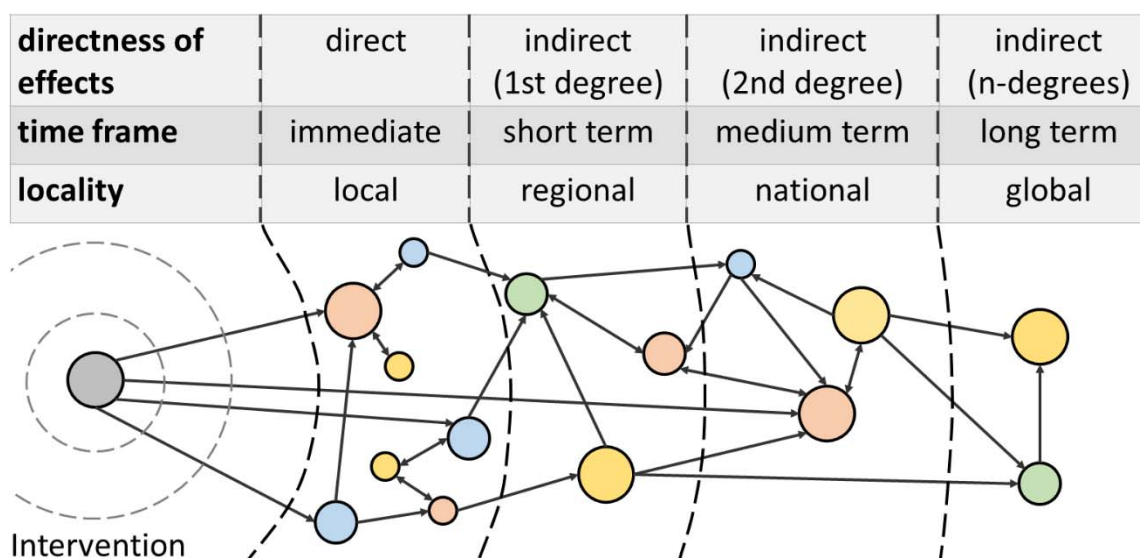 directness of effects direct indirect (1st degree) indirect (2nd degree) indirect (n-degrees)
time frame immediate short term medium term long term
locality local regional national global
Intervention